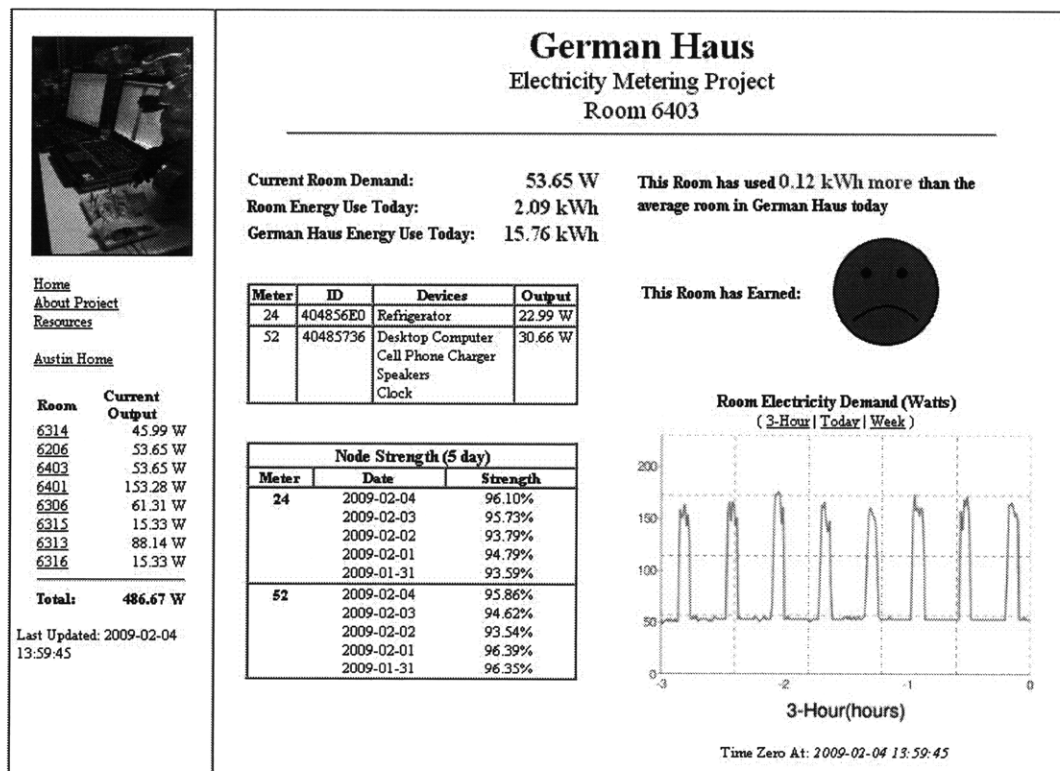 German Haus
Electricity Metering Project
Room 6403
Home
About Project
Resources
Austin Home
Room Current Output
6314 45.99 W
6206 53.65 W
6403 53.65 W
6401 153.28 W
6306 61.31 W
6315 15.33 W
6313 88.14 W
6316 15.33 W
Total: 486.67 W
Last Updated: 2009-02-04
13:59:45
Current Room Demand: 53.65 W
Room Energy Use Today: 2.09 kWh
German Haus Energy Use Today: 15.76 kWh
Meter ID Devices Output
24 404856E0 Refrigerator 22.99 W
52 40485736 Desktop Computer 30.66 W
Cell Phone Charger
Speakers
Clock
Node Strength (5 day)
Meter Date Strength
24 2009-02-04 96.10%
2009-02-03 95.73%
2009-02-02 93.79%
2009-02-01 94.79%
2009-01-31 93.59%
52 2009-02-04 95.86%
2009-02-03 94.62%
2009-02-02 93.54%
2009-02-01 96.39%
2009-01-31 96.35%
This Room has used 0.12 kWh more than the
average room in German Haus today
This Room has Earned:
Room Electricity Demand (Watts)
( 3-Hour | Today | Week )
200
150
100
50
0
-3 -2 -1 0
3-Hour(hours)
Time Zero At: 2009-02-04 13:59:45